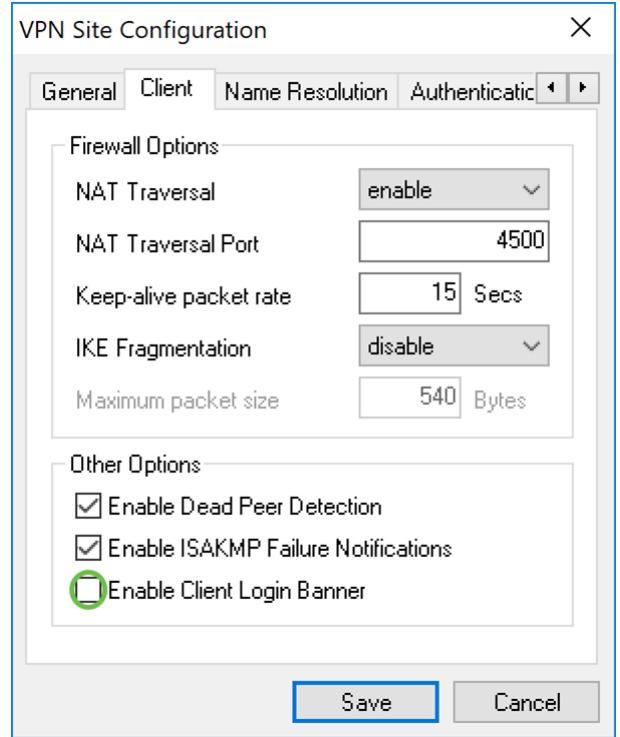 VPN Site Configuration
General Client Name Resolution Authenticatic
Firewall Options
NAT Traversal enable
NAT Traversal Port 4500
Keep-alive packet rate 15 Secs
IKE Fragmentation disable
Maximum packet size 540 Bytes
Other Options
Enable Dead Peer Detection
Enable ISAKMP Failure Notifications
Enable Client Login Banner
Save Cancel